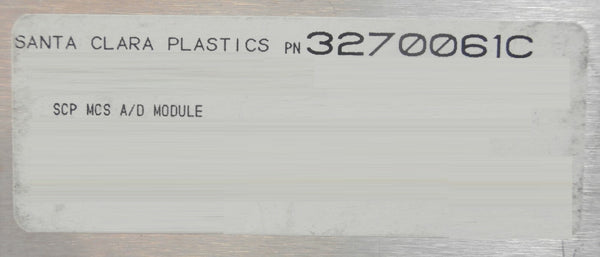 SANTA CLARA PLASTICS PN 3270061C
SCP MCS A/D MODULE